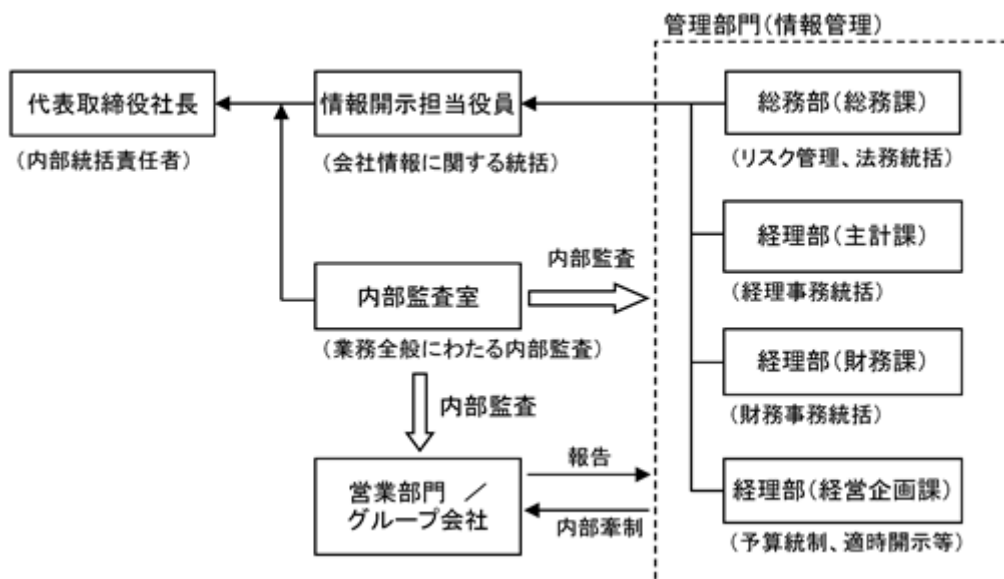 管理部門(情報管理)
代表取締役社長
(内部統括責任者)
情報開示担当役員
(会社情報に関する統括)
総務部(総務課)
(リスク管理、法務統括)
経理部(主計課)
(経理事務統括)
内部監査
内部監査室
(業務全般にわたる内部監査)
経理部(財務課)
(財務事務統括)
内部監査
営業部門 /
グループ会社
報告
内部牽制
経理部(経営企画課)
(予算統制、適時開示等)